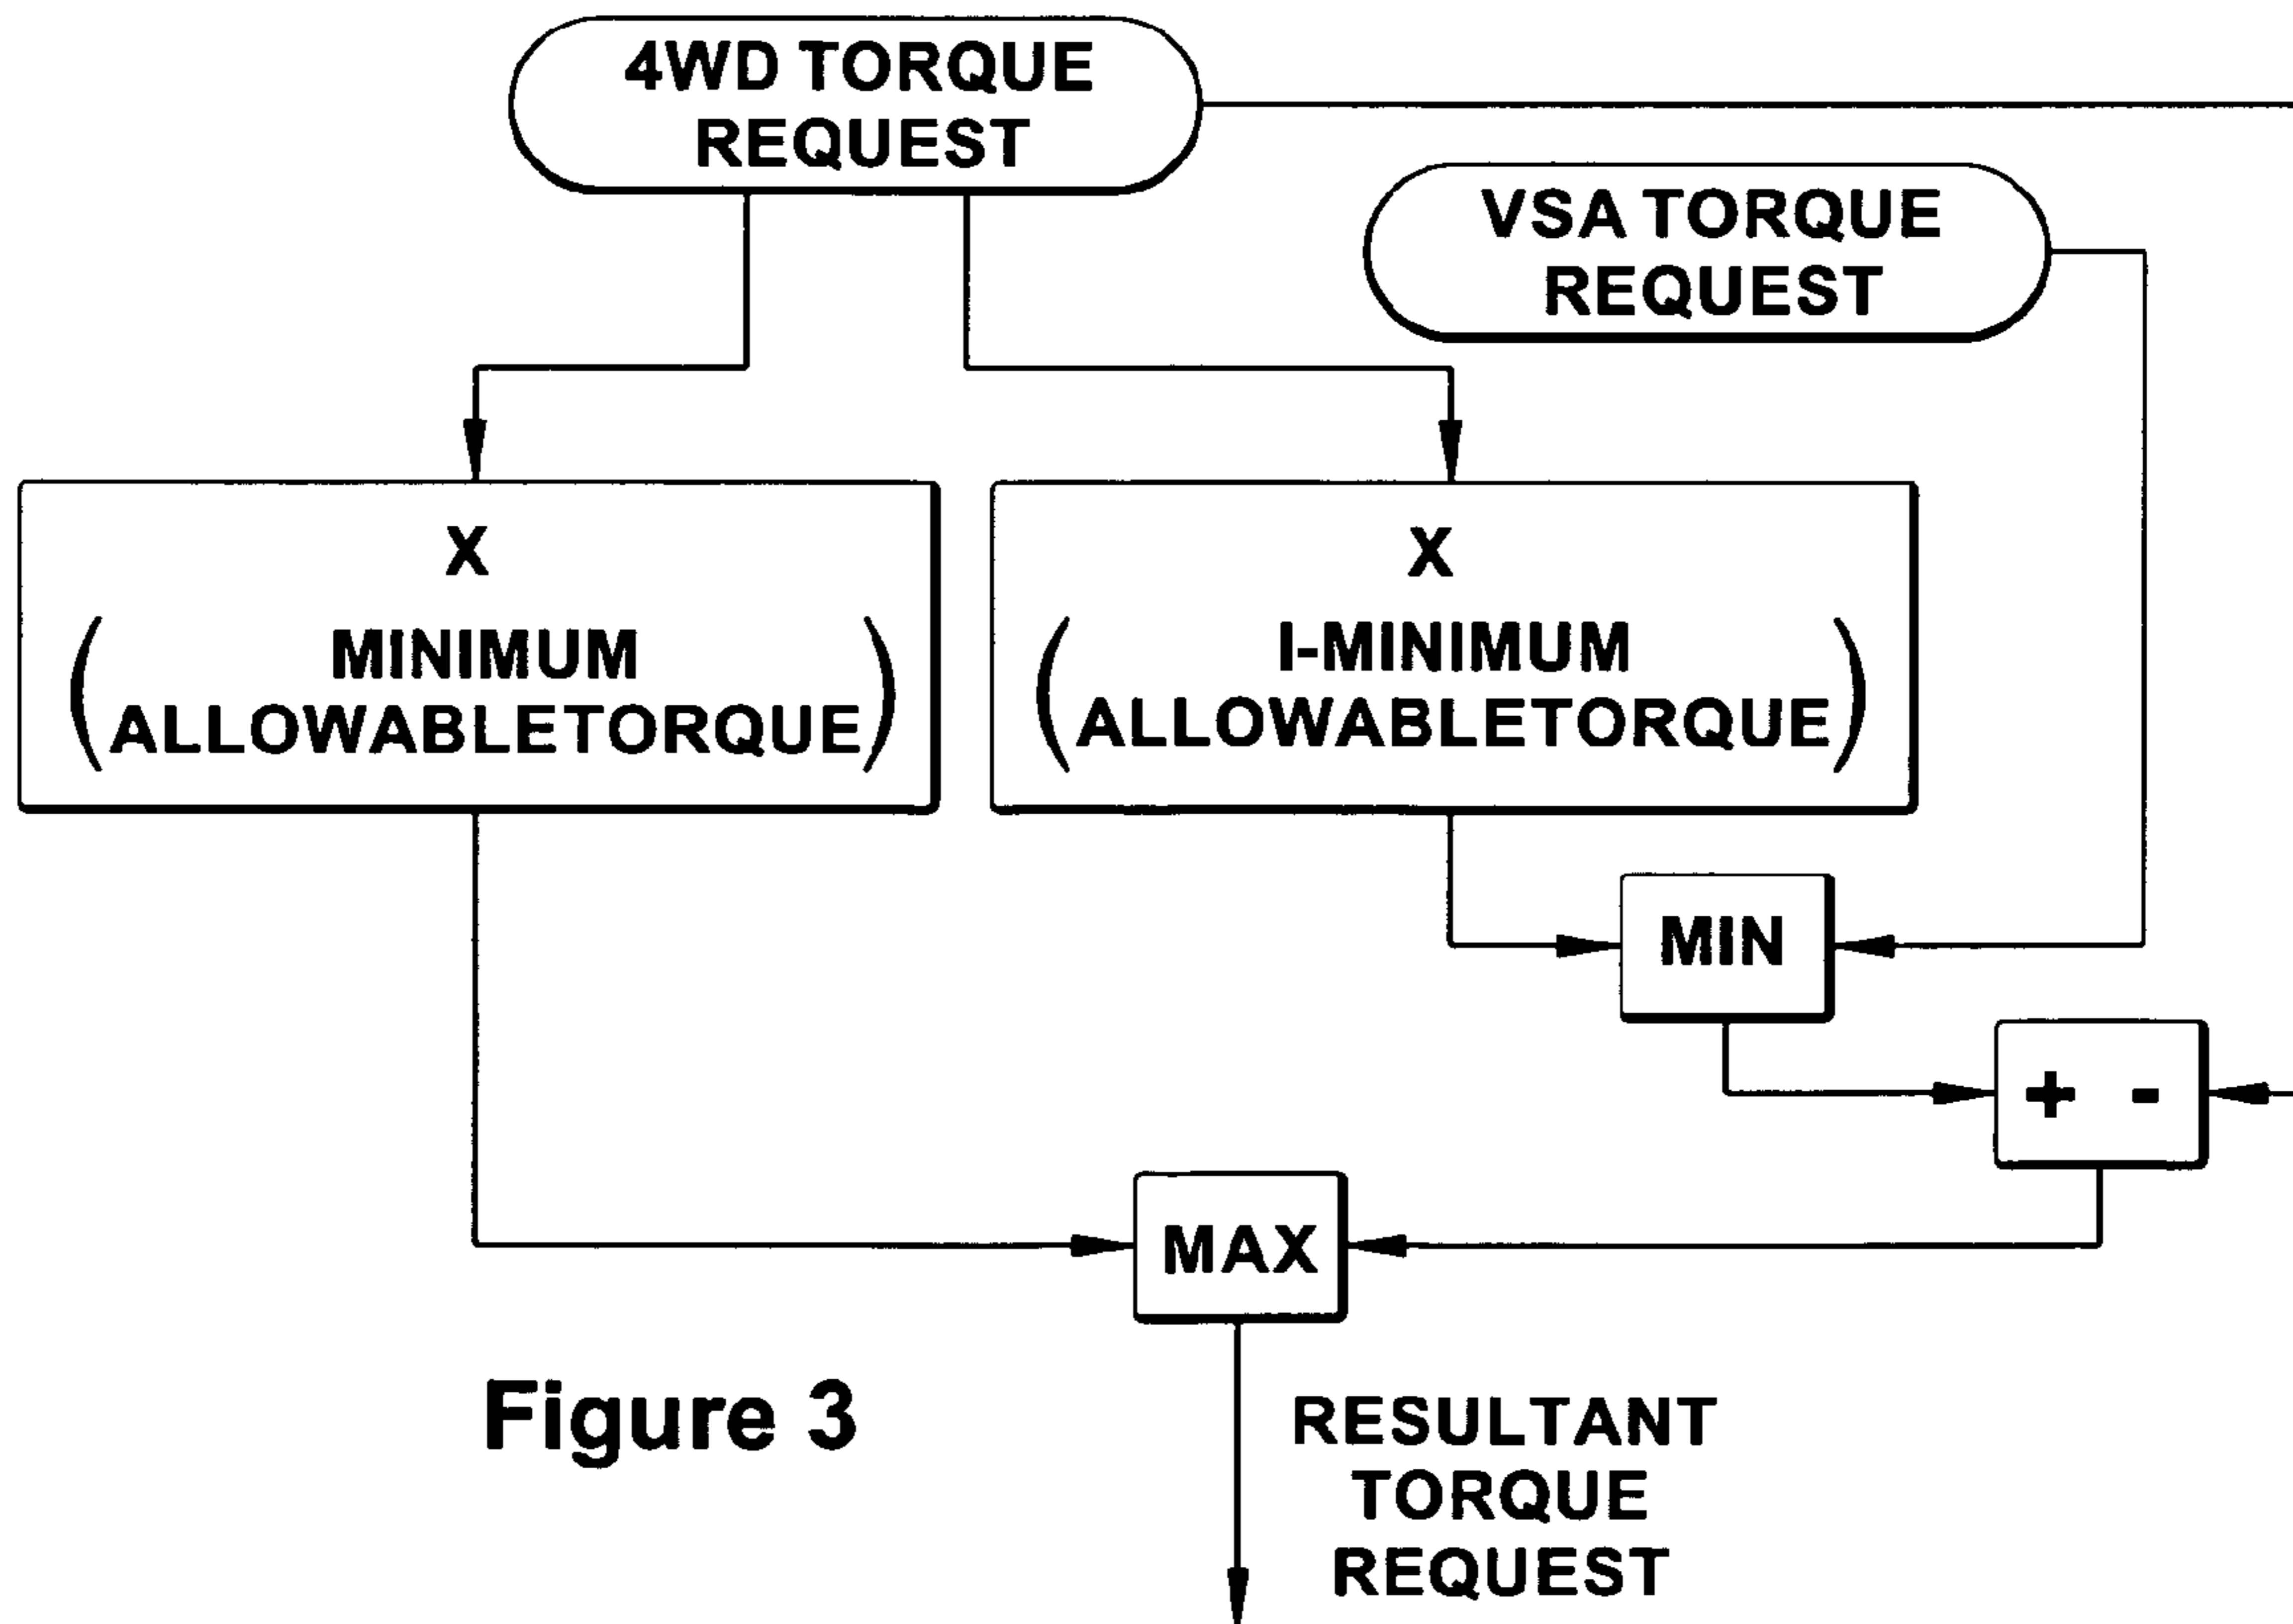 4WD TORQUE
REQUEST
VSA TORQUE
REQUEST
X
MINIMUM
(ALLOWABLETORQUE)
X
I-MINIMUM
(ALLOWABLETORQUE)
MIN
+ -
MAX
Figure 3
RESULTANT
TORQUE
REQUEST